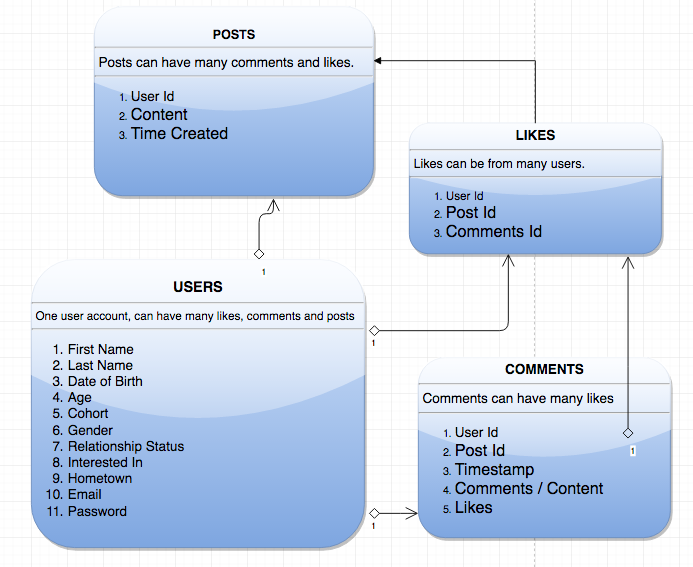 POSTS
Posts can have many comments and likes.
1. User Id
2. Content
3. Time Created
LIKES
Likes can be from many users.
1. User Id
2. Post Id
3. Comments Id
1
USERS
One user account, can have many likes, comments and posts
1. First Name
2. Last Name
3. Date of Birth
4. Age
5. Cohort
6. Gender
7. Relationship Status
8. Interested In
9. Hometown
10. Email
11. Password
1
1
COMMENTS
Comments can have many likes
1. User Id
2. Post Id
3. Timestamp
4. Comments / Content
5. Likes
1